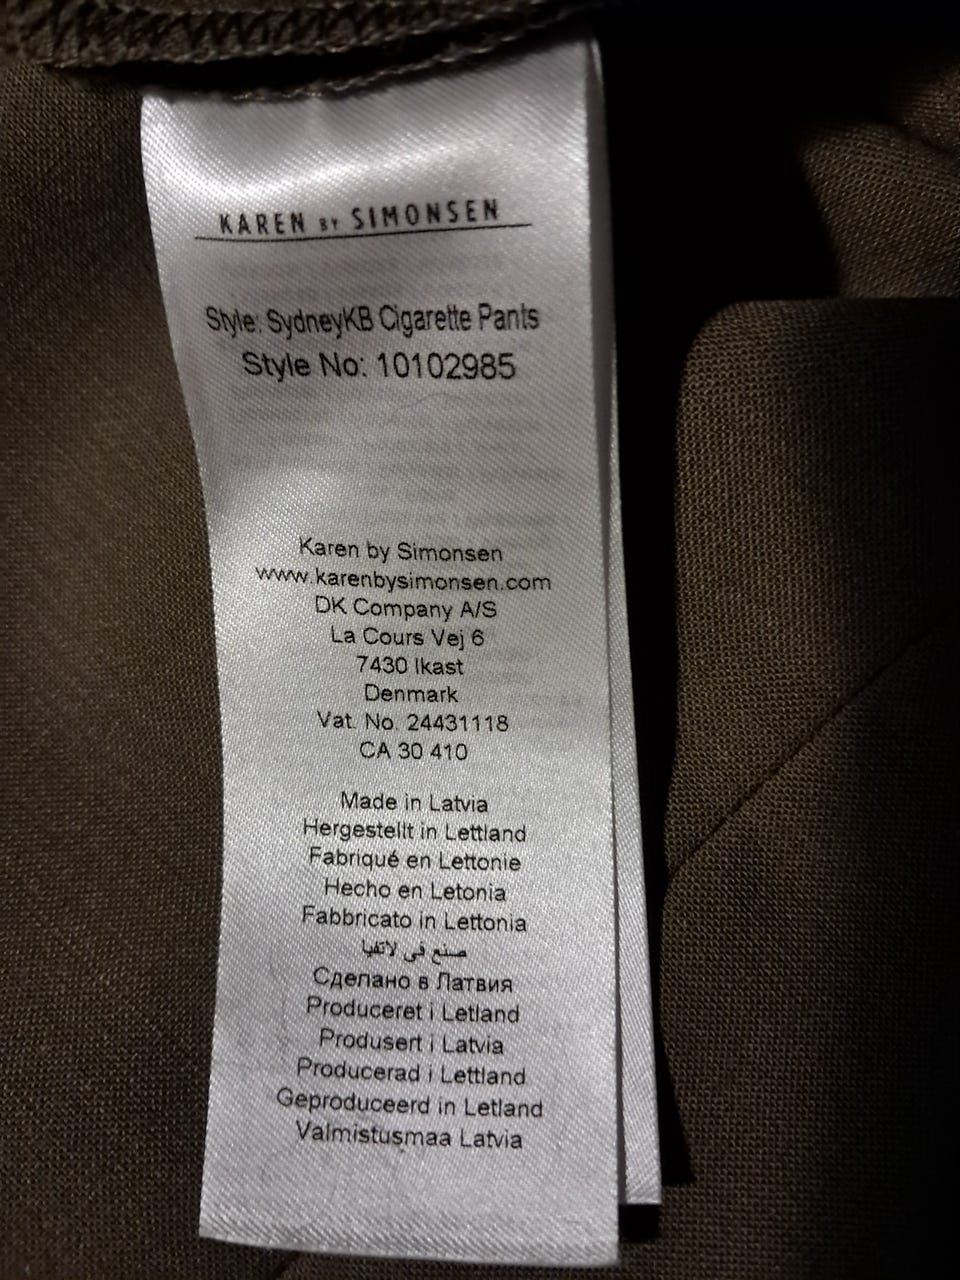 KAREN BY SIMONSEN
Style: SydneyKB Cigarette Pants
Style No: 10102985
Karen by Simonsen
www.karenbysimonsen.com
DK Company A/S
La Cours Vej 6
7430 Ikast
Denmark
Vat. No. 24431118
CA 30 410
Made in Latvia
Hergestellt in Lettland
Fabriqué en Lettonie
Hecho en Letonia
Fabbricato in Lettonia
صنع في لاتفيا
Сделано в Латвия
Produceret i Letland
Produsert i Latvia
Producerad i Lettland
Geproduceerd in Letland
Valmistusmaa Latvia